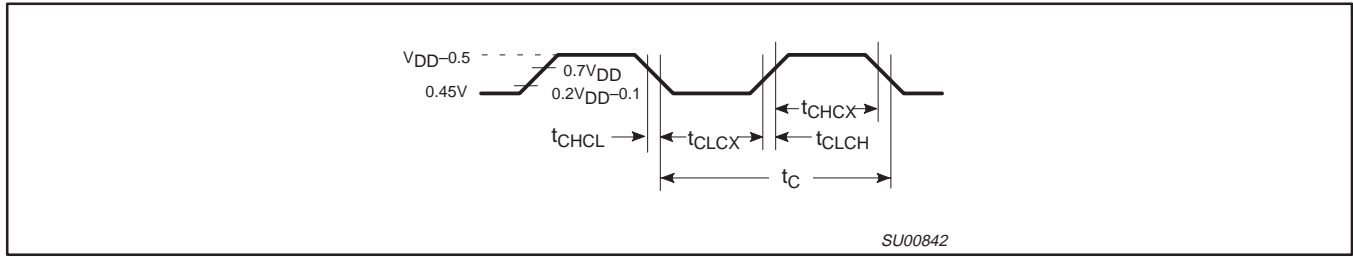 VDD–0.5
0.7VDD
0.45V
0.2VDD–0.1
tCHCX
tCHCL
tCLCX
tCLCH
tC
SU00842